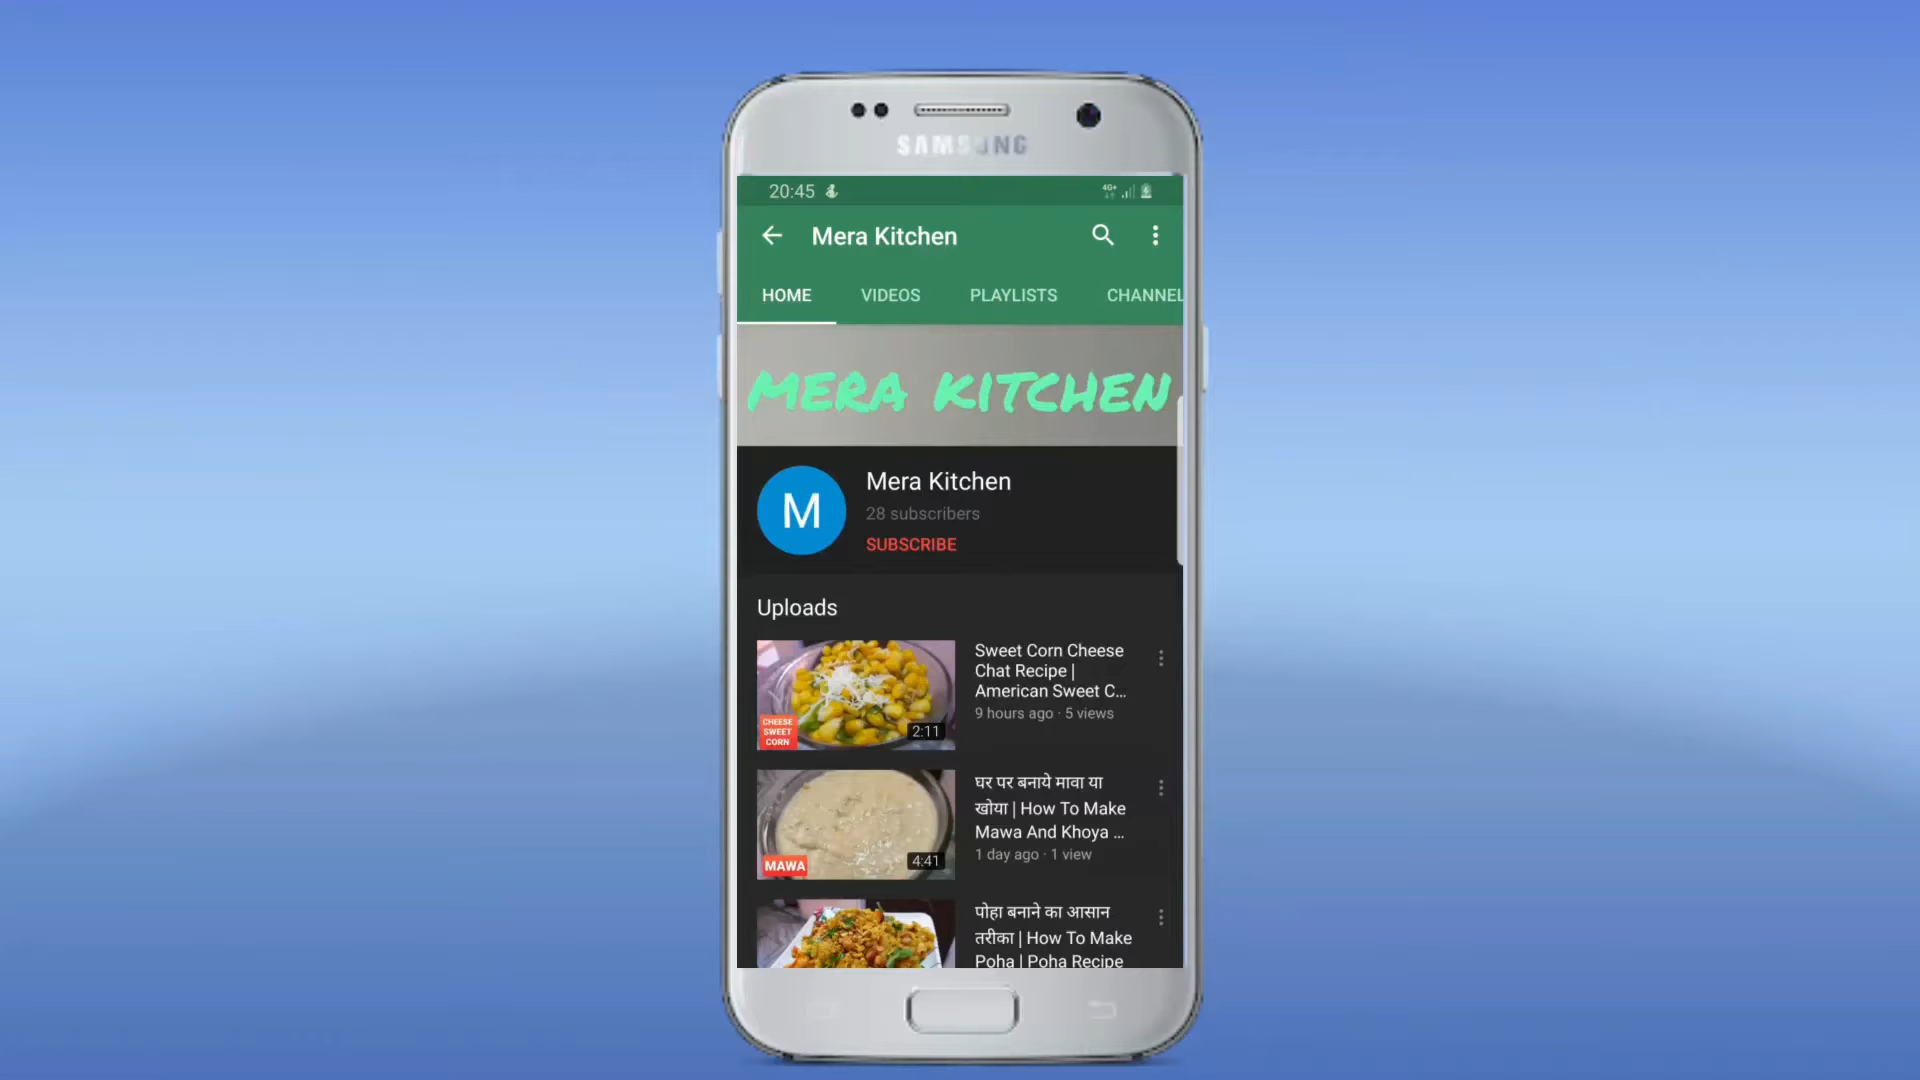 SAMSUNG
20:45
4G+
Mera Kitchen
HOME VIDEOS PLAYLISTS CHANNEL
MERA KITCHEN
M
Mera Kitchen
28 subscribers
SUBSCRIBE
Uploads
CHEESE
SWEET
CORN
2:11
Sweet Corn Cheese
Chat Recipe |
American Sweet C...
9 hours ago · 5 views
MAWA
4:41
घर पर बनाये मावा या
खोया | How To Make
Mawa And Khoya ...
1 day ago · 1 view
पोहा बनाने का आसान
तरीका | How To Make
Poha | Poha Recipe